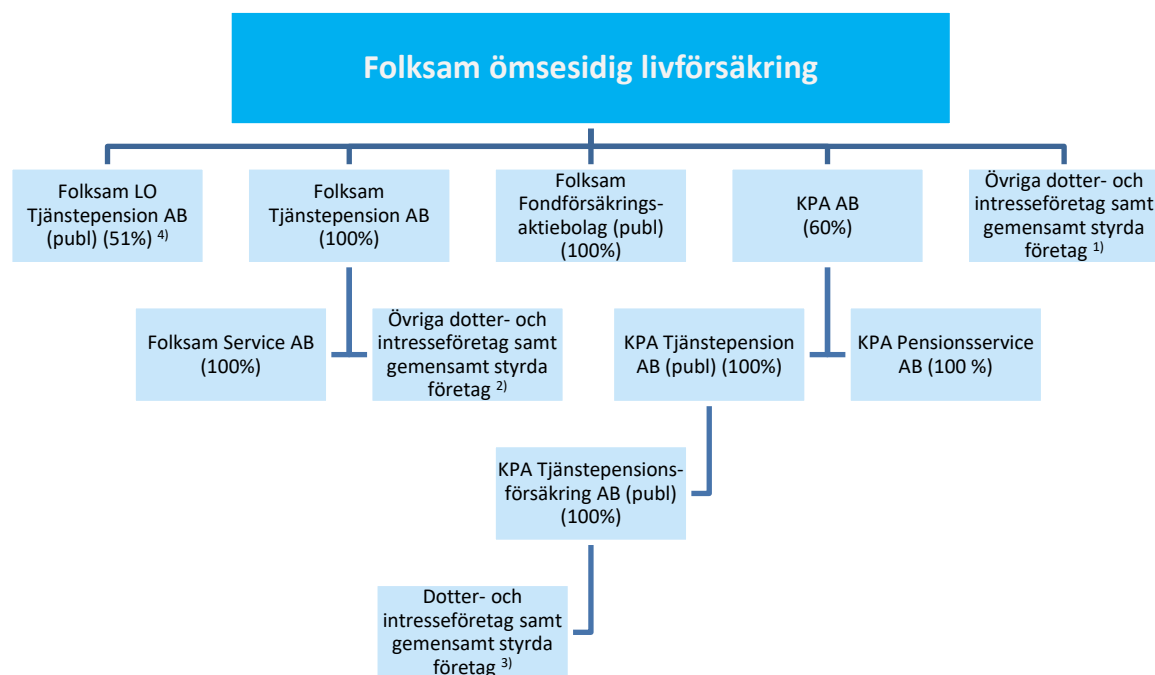 Folksam ömsesidig livförsäkring
Folksam LO
Tjänstepension AB
(publ) (51%) 4)
Folksam
Tjänstepension AB
(100%)
Folksam
Fondförsäkrings-
aktiebolag (publ)
(100%)
KPA AB
(60%)
Övriga dotter- och
intresseföretag samt
gemensamt styrda
företag 1)
Folksam Service AB
(100%)
Övriga dotter- och
intresseföretag samt
gemensamt styrda
företag 2)
KPA Tjänstepension
AB (publ) (100%)
KPA Pensionsservice
AB (100 %)
KPA Tjänstepensions-
försäkring AB (publ)
(100%)
Dotter- och
intresseföretag samt
gemensamt styrda
företag 3)